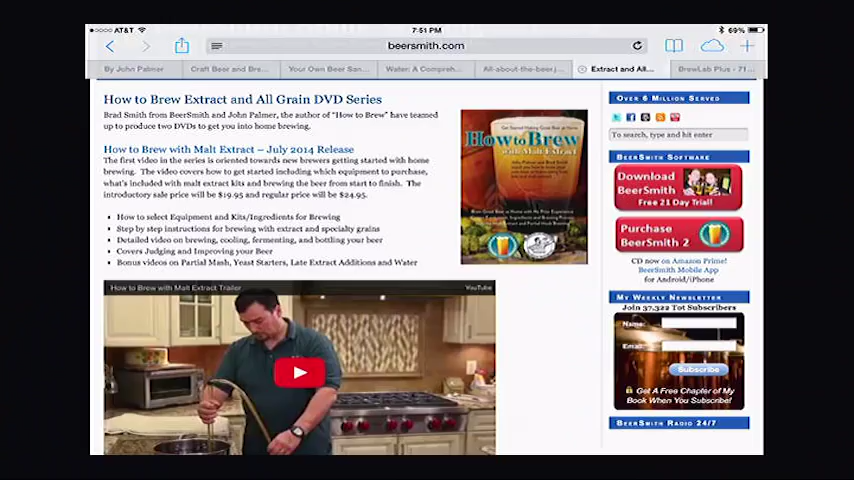 AT&T
7:51 PM
69%
beersmith.com
By John Palmer
Craft Beer and Bre...
Your Own Beer San...
Water: A Compreh...
All-about-the-beer j...
Extract and All...
BrewLab Plus - 71...
How to Brew Extract and All Grain DVD Series
Brad Smith from BeerSmith and John Palmer, the author of "How to Brew" have teamed
up to produce two DVDs to get you into home brewing.
How to Brew with Malt Extract – July 2014 Release
The first video in the series is oriented towards new brewers getting started with home
brewing. The video covers how to get started including which equipment to purchase,
what's included with malt extract kits and brewing the beer from start to finish. The
introductory sale price will be $19.95 and regular price will be $24.95.
• How to select Equipment and Kits/Ingredients for Brewing
• Step by step instructions for brewing with extract and specialty grains
• Detailed video on brewing, cooling, fermenting, and bottling your beer
• Covers Judging and Improving your Beer
• Bonus videos on Partial Mash, Yeast Starters, Late Extract Additions and Water
How to Brew
with Malt Extract
How to Brew with Malt Extract Trailer
YouTube
Over 6 Million Served
To search, type and hit enter
BeerSmith Software
Download
BeerSmith
Free 21 Day Trial!
Purchase
BeerSmith 2
CD now on Amazon Prime!
BeerSmith Mobile App
for Android/iPhone
My Weekly Newsletter
Join 37,322 Tot Subscribers
Name:
Email:
Subscribe
Get A Free Chapter of My
Book When You Subscribe!
BeerSmith Radio 24/7